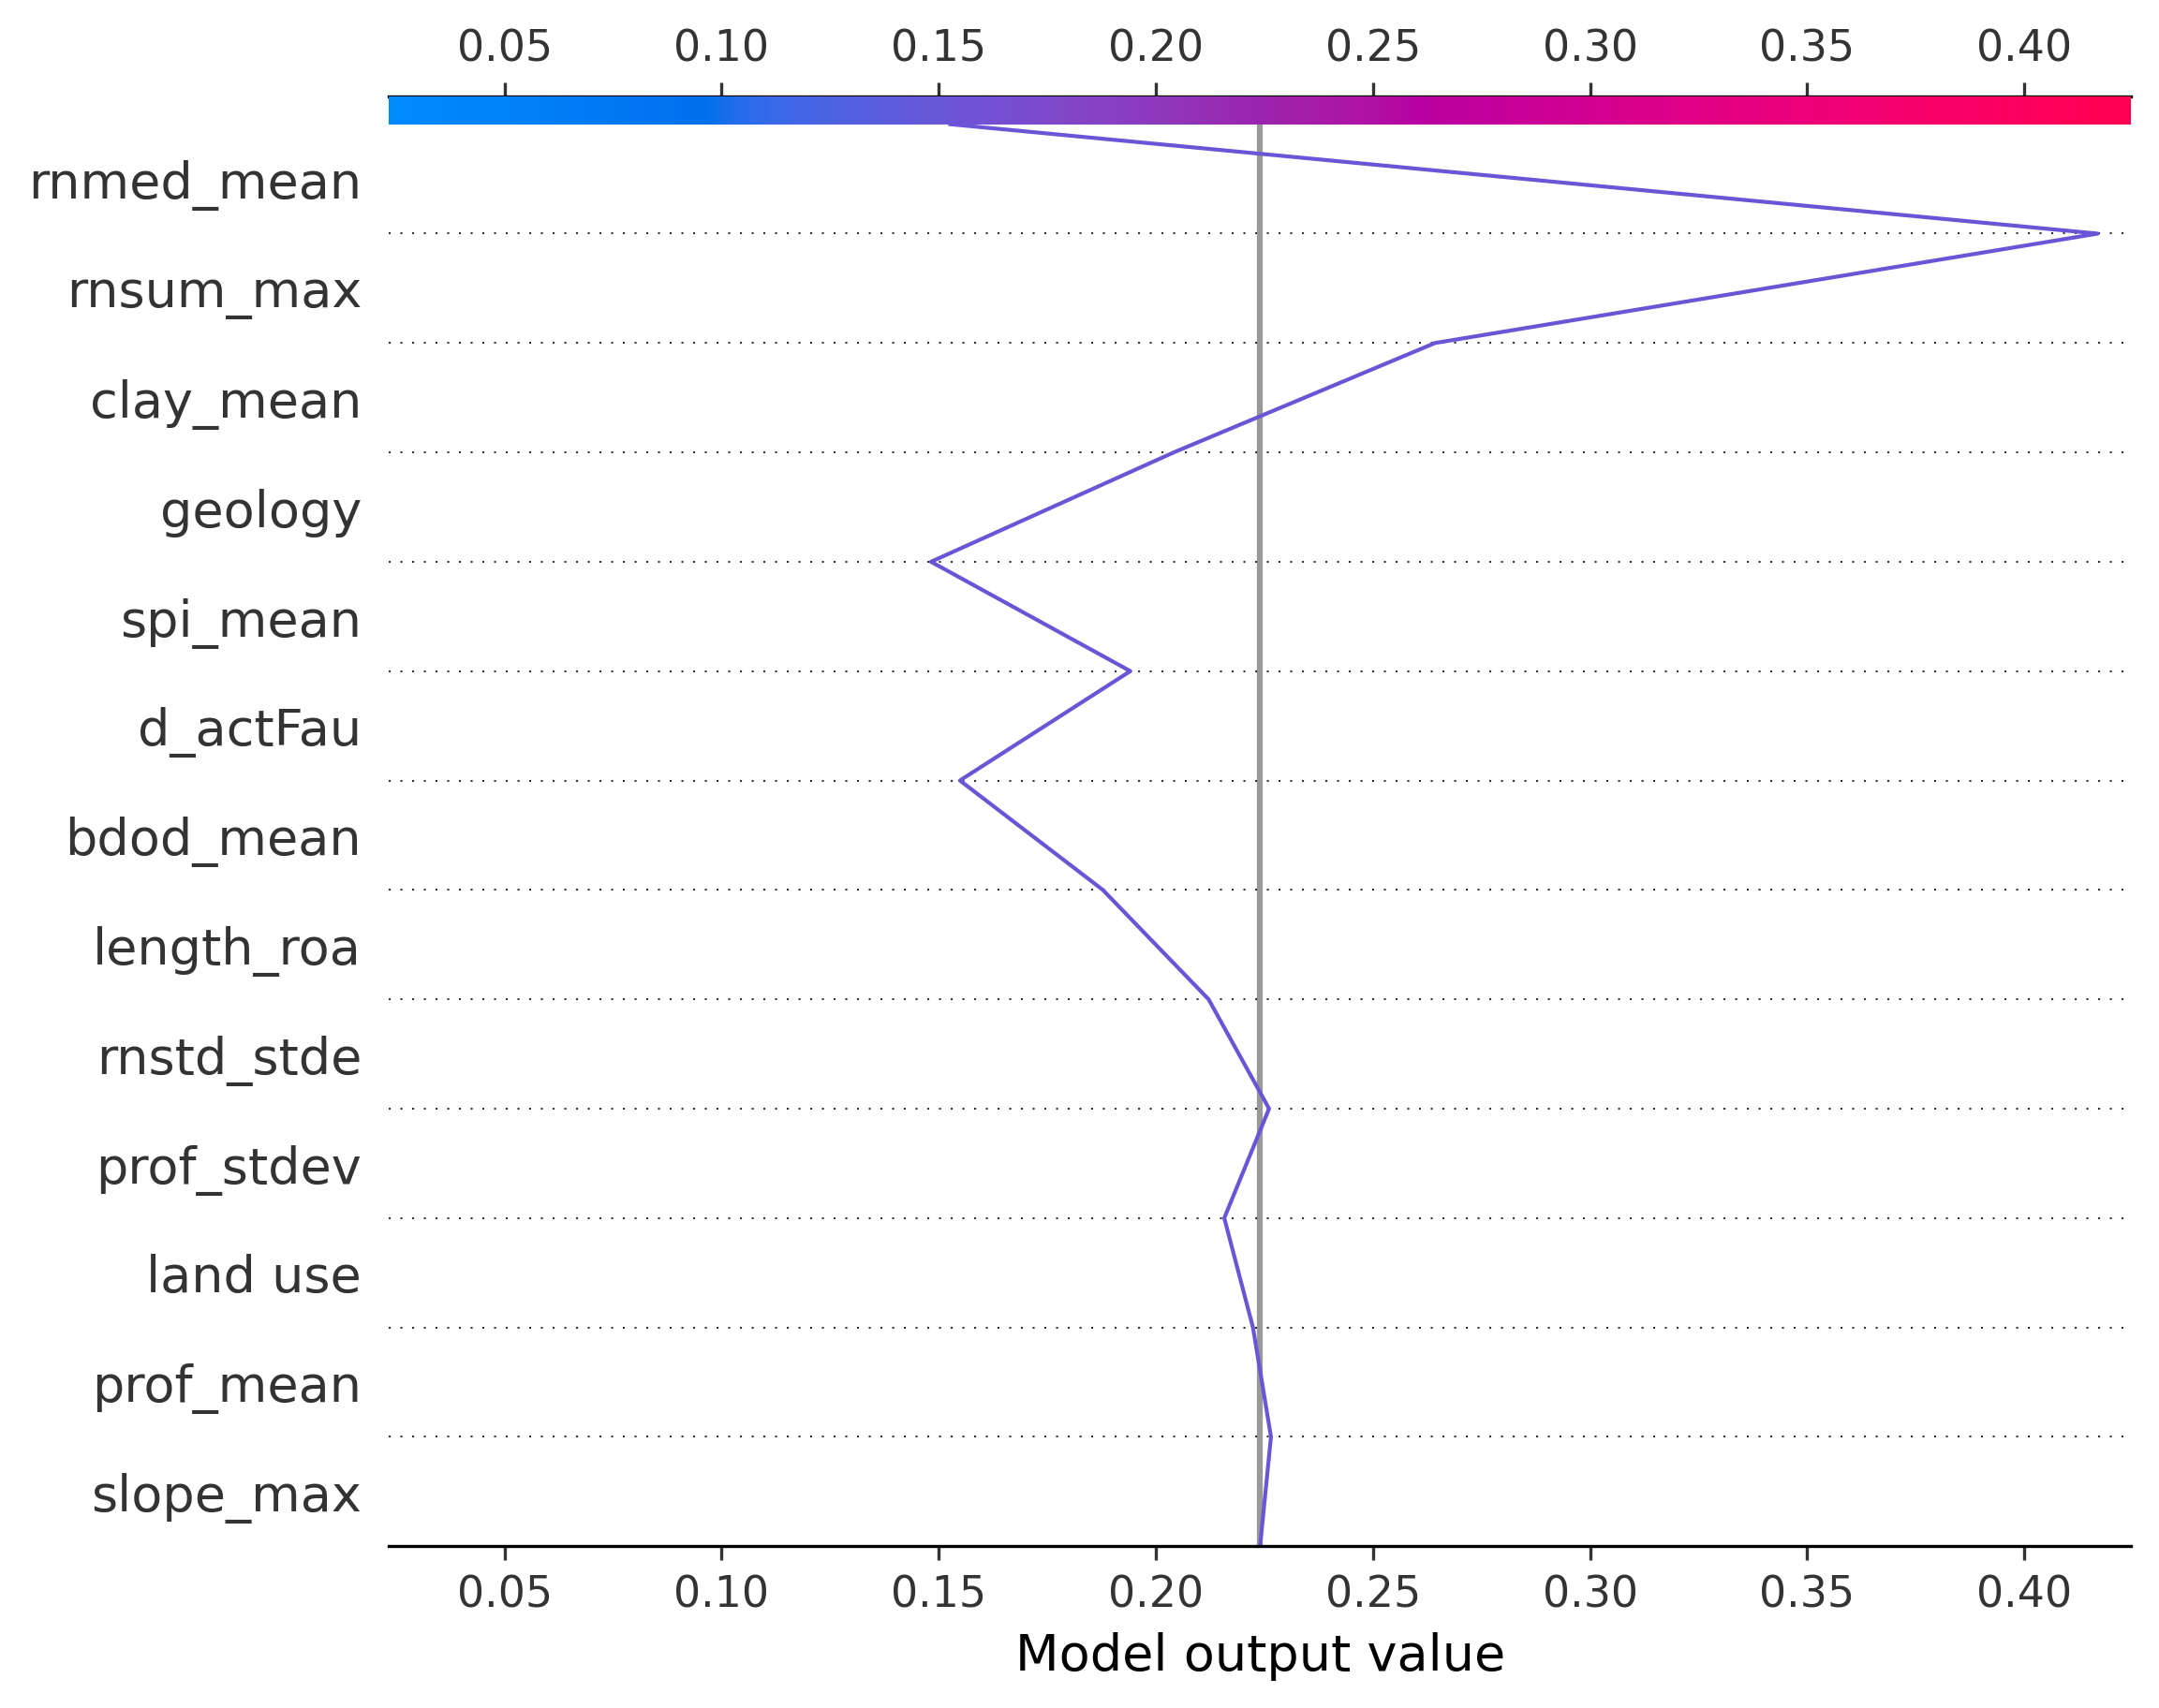 0.05 0.10 0.15 0.20 0.25 0.30 0.35 0.40
rnmed_mean
rnsum_max
clay_mean
geology
spi_mean
d_actFau
bdod_mean
length_roa
rnstd_stde
prof_stdev
land use
prof_mean
slope_max
0.05 0.10 0.15 0.20 0.25 0.30 0.35 0.40
Model output value